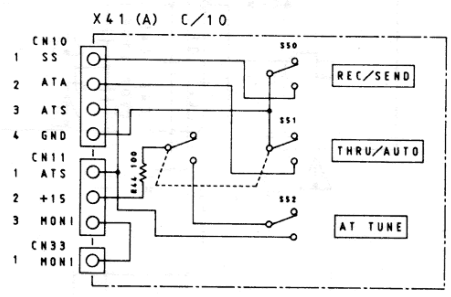 X41 (A) C/10
CN10
1 SS
2 ATA
3 ATS
4 GND
CN11
1 ATS
2 +15
3 MONI
CN33
1 MONI
R44 100
S50
REC/SEND
S51
THRU/AUTO
S52
AT TUNE